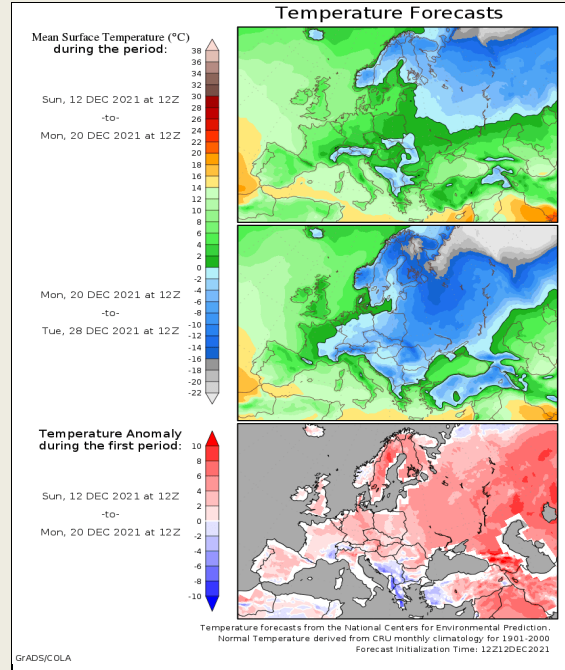 Temperature Forecasts
Mean Surface Temperature (°C)
during the period:
Sun, 12 DEC 2021 at 12Z
-to-
Mon, 20 DEC 2021 at 12Z
38
36
34
32
30
28
26
24
22
20
18
16
14
12
10
8
6
4
2
0
-2
-4
-6
-8
-10
-12
-14
-16
-18
-20
-22
Mon, 20 DEC 2021 at 12Z
-to-
Tue, 28 DEC 2021 at 12Z
Temperature Anomaly
during the first period:
Sun, 12 DEC 2021 at 12Z
-to-
Mon, 20 DEC 2021 at 12Z
10
8
6
4
2
0
-2
-4
-6
-8
-10
Temperature forecasts from the National Centers for Environmental Prediction.
Normal Temperature derived from CRU monthly climatology for 1901-2000
Forecast Initialization Time: 12Z12DEC2021
GrADS/COLA